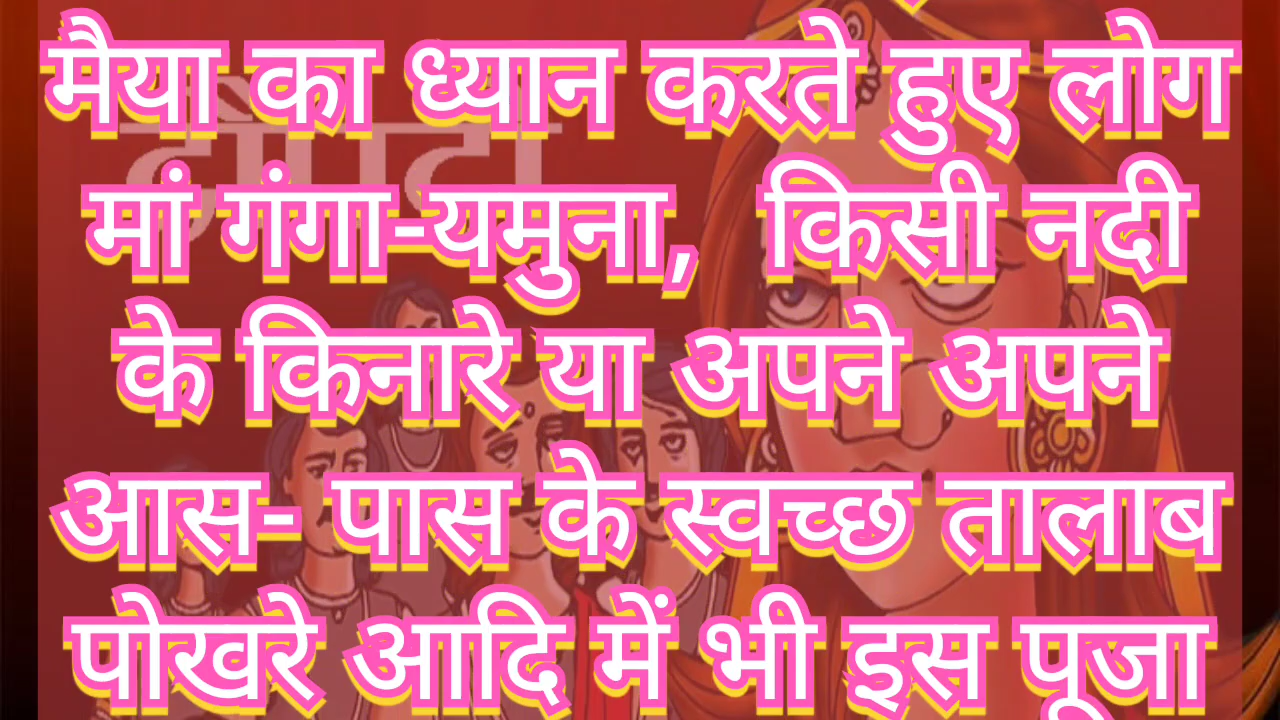 मैया का ध्यान करते हुए लोग
मां गंगा-यमुना, किसी नदी
के किनारे या अपने अपने
आस- पास के स्वच्छ तालाब
पोखरे आदि में भी इस पूजा